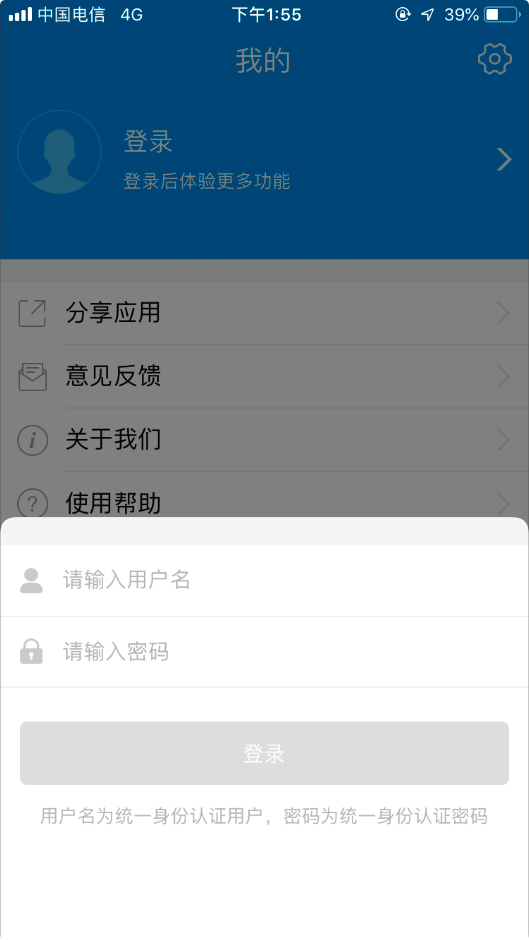 中国电信 4G 下午1:55 39%
我的
登录
登录后体验更多功能
分享应用
意见反馈
关于我们
使用帮助
请输入用户名
请输入密码
登录
用户名为统一身份认证用户，密码为统一身份认证密码